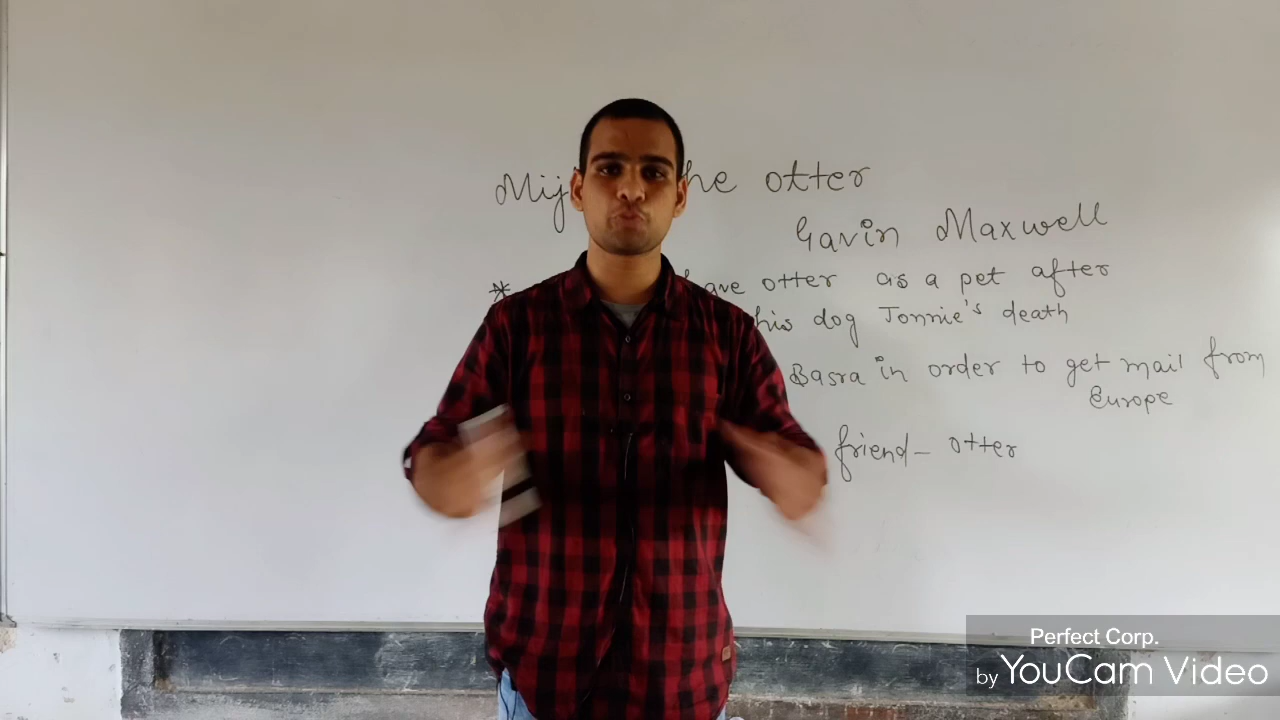 Mij he otter
Gavin Maxwell
* have otter as a pet after
his dog Jonnie's death
Basra in order to get mail from
Europe
friend- otter
Perfect Corp.
by YouCam Video